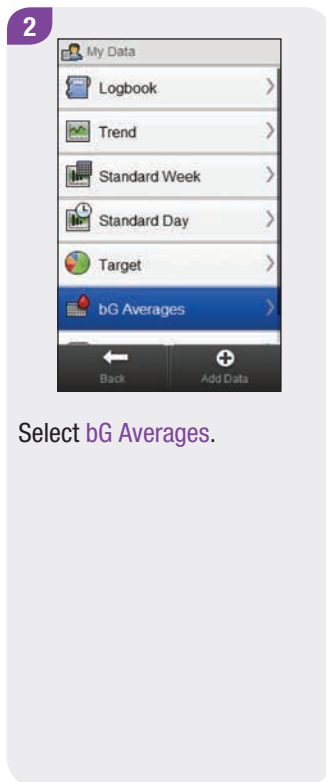 2
My Data
Logbook
Trend
Standard Week
Standard Day
Target
bG Averages
Back
Add Data
Select bG Averages.